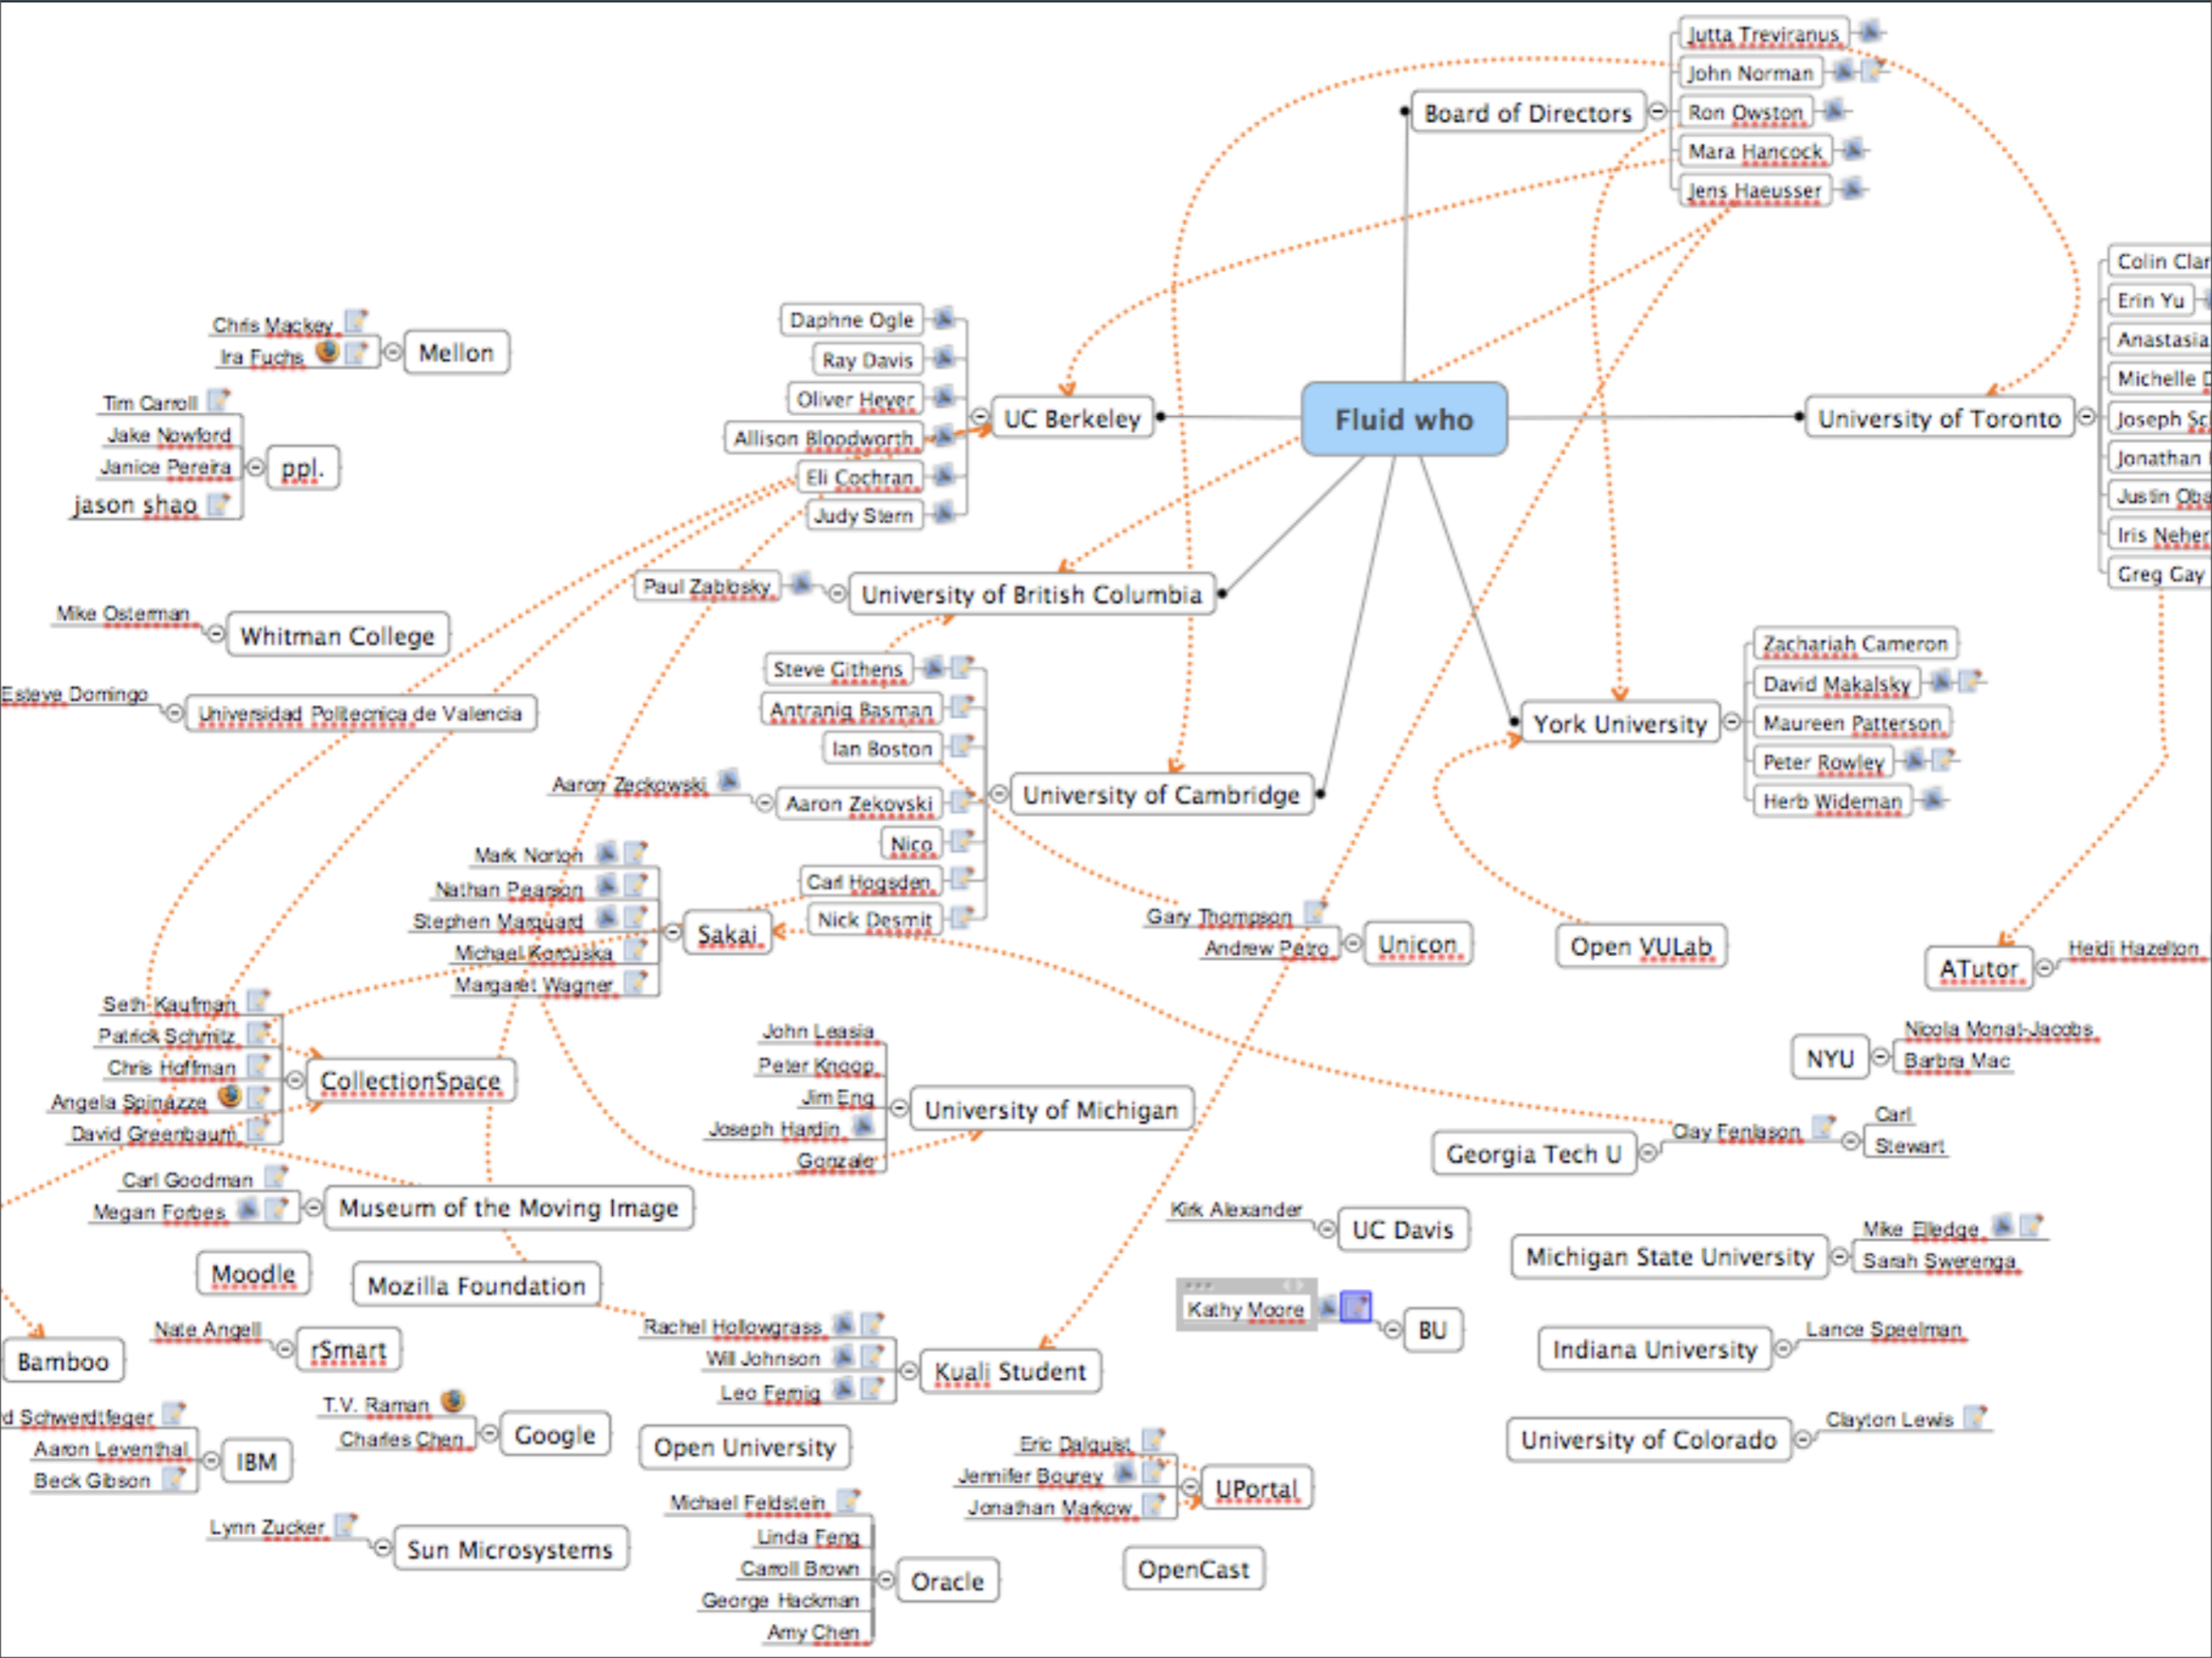 Jutta Treviranus
John Norman
Board of Directors
Ron Owston
Mara Hancock
Jens Haeusser
Fluid who
University of Toronto
Colin Clar
Erin Yu
Anastasia
Michelle D
Joseph Sc
Jonathan
Justin Oba
Iris Neher
Greg Gay
Daphne Ogle
Ray Davis
Oliver Heyer
Allison Bloodworth
Eli Cochran
Judy Stern
UC Berkeley
Chris Mackey
Ira Fuchs
Mellon
Tim Carroll
Jake Nowford
Janice Pereira
jason shao
ppl.
Paul Zablosky
University of British Columbia
Mike Osterman
Whitman College
Esteve Domingo
Universidad Politecnica de Valencia
Steve Githens
Antranig Basman
Ian Boston
Aaron Zeckowski
Aaron Zekovski
Nico
Carl Hogsden
Nick Desmit
University of Cambridge
York University
Zachariah Cameron
David Makalsky
Maureen Patterson
Peter Rowley
Herb Wideman
Mark Norton
Nathan Pearson
Stephen Marquard
Michael Korcuska
Margaret Wagner
Sakai
Gary Thompson
Andrew Petro
Unicon
Open VULab
ATutor
Heidi Hazelton
Seth Kaufman
Patrick Schmitz
Chris Hoffman
Angela Spinazze
David Greenbaum
CollectionSpace
John Leasia
Peter Knoop
Jim Eng
Joseph Hardin
Gonzalo
University of Michigan
NYU
Nicola Monat-Jacobs
Barbra Mac
Georgia Tech U
Clay Fenlason
Carl
Stewart
Carl Goodman
Megan Forbes
Museum of the Moving Image
Kirk Alexander
UC Davis
Michigan State University
Mike Elledge
Sarah Swerenga
Moodle
Mozilla Foundation
Kathy Moore
BU
Nate Angell
rSmart
Bamboo
Rachel Hollowgrass
Will Johnson
Leo Fernig
Kuali Student
Indiana University
Lance Speelman
d Schwerdtfeger
Aaron Leventhal
Beck Gibson
IBM
T.V. Raman
Charles Chen
Google
Open University
Eric Dalquist
Jennifer Bourey
Jonathan Markow
UPortal
University of Colorado
Clayton Lewis
Lynn Zucker
Sun Microsystems
Michael Feldstein
Linda Feng
Carroll Brown
George Hackman
Amy Chen
Oracle
OpenCast